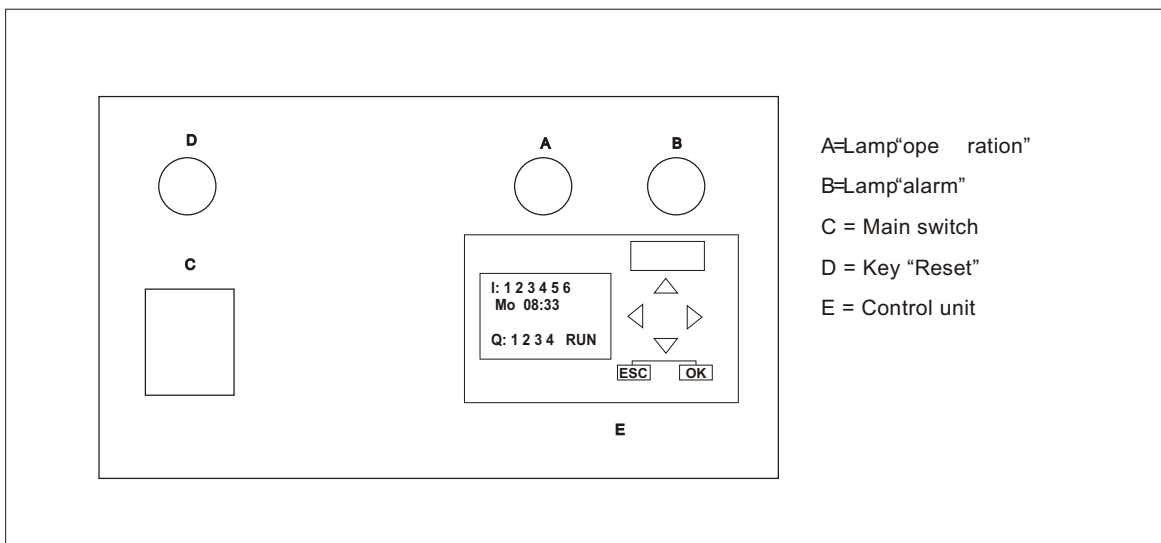 D
A
B
C
I: 1 2 3 4 5 6
Mo 08:33
Q: 1 2 3 4 RUN
ESC OK
E
A=Lamp“ope ration”
B=Lamp“alarm”
C = Main switch
D = Key “Reset”
E = Control unit